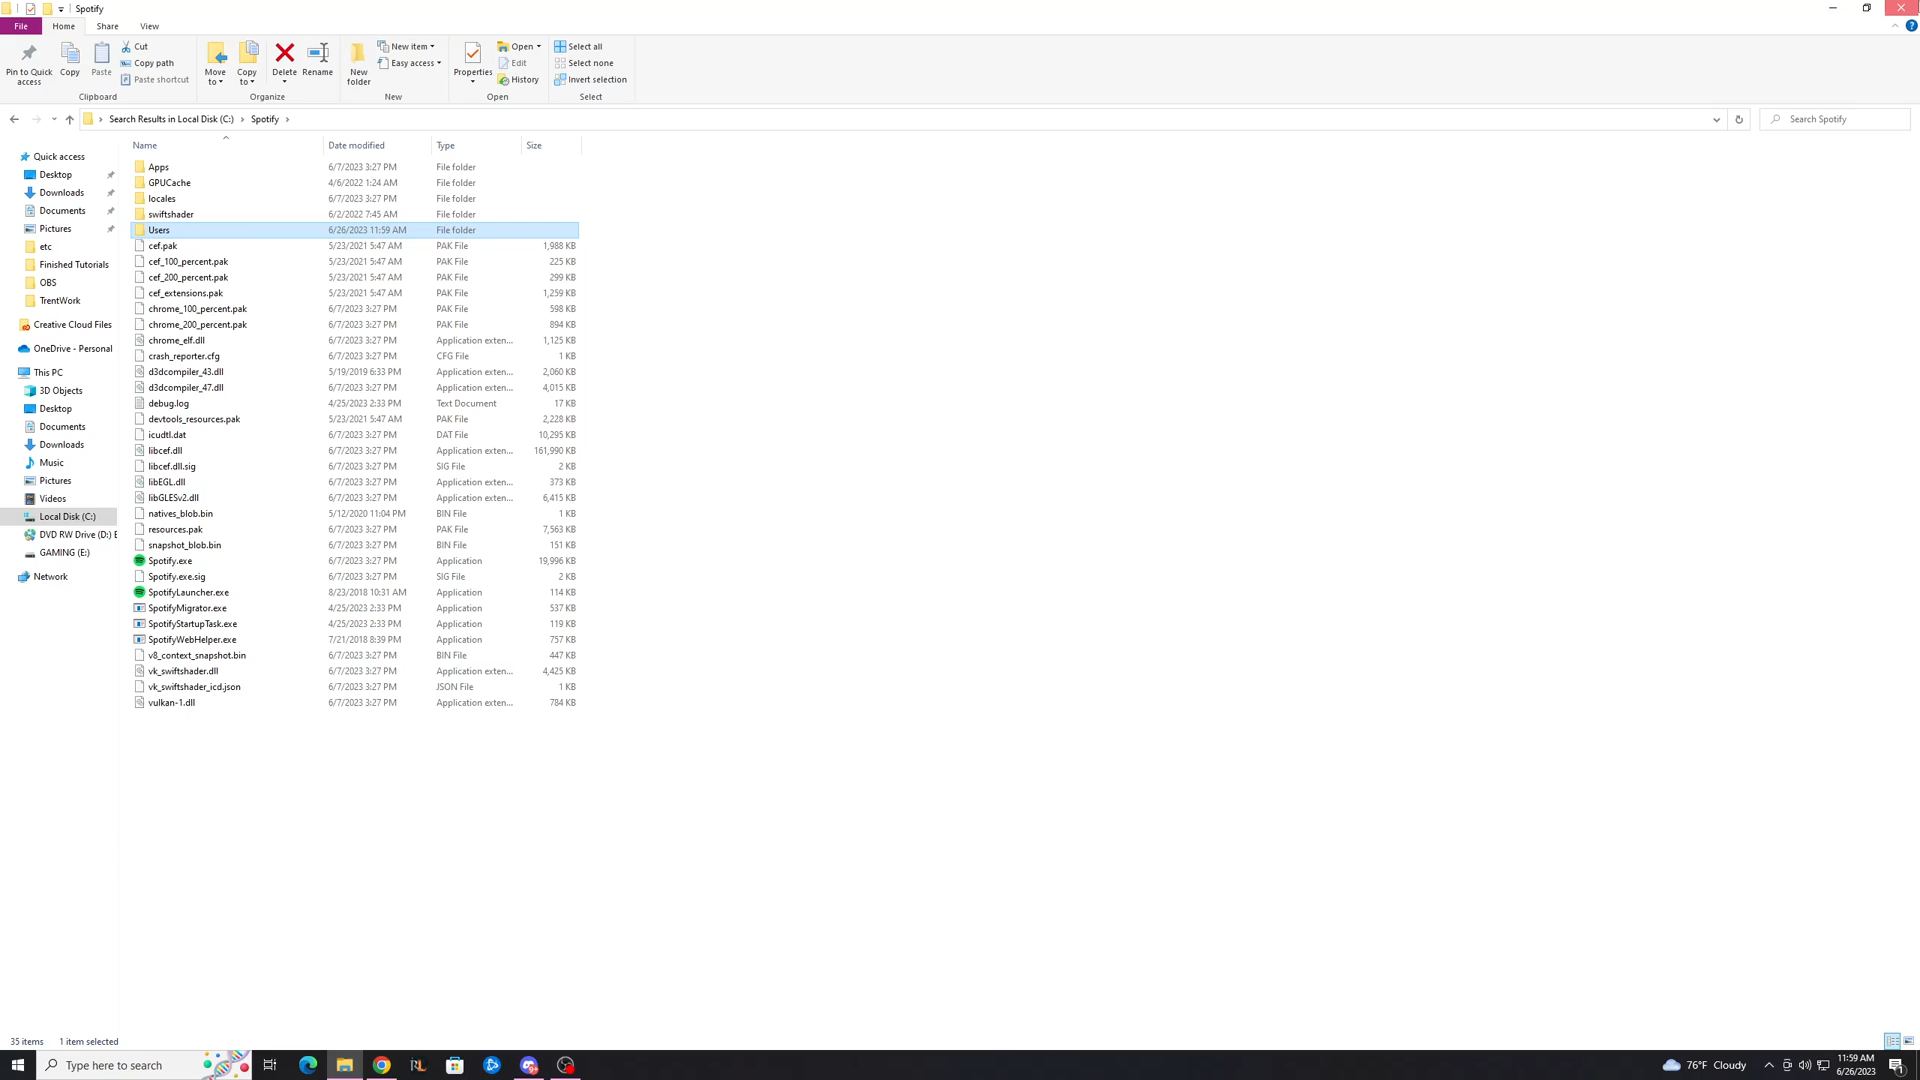 Spotify
File Home Share View
Pin to Quick access
Copy
Paste
Cut
Copy path
Paste shortcut
Clipboard
Move to
Copy to
Delete
Rename
Organize
New folder
New item
Easy access
New
Properties
Open
Edit
History
Open
Select all
Select none
Invert selection
Select
Search Results in Local Disk (C:) Spotify
Search Spotify
Quick access
Desktop
Downloads
Documents
Pictures
etc
Finished Tutorials
OBS
TrentWork
Creative Cloud Files
OneDrive - Personal
This PC
3D Objects
Desktop
Documents
Downloads
Music
Pictures
Videos
Local Disk (C:)
DVD RW Drive (D:) E
GAMING (E:)
Network
Name Date modified Type Size
Apps 6/7/2023 3:27 PM File folder
GPUCache 4/6/2022 1:24 AM File folder
locales 6/7/2023 3:27 PM File folder
swiftshader 6/2/2022 7:45 AM File folder
Users 6/26/2023 11:59 AM File folder
cef.pak 5/23/2021 5:47 AM PAK File 1,988 KB
cef_100_percent.pak 5/23/2021 5:47 AM PAK File 225 KB
cef_200_percent.pak 5/23/2021 5:47 AM PAK File 299 KB
cef_extensions.pak 5/23/2021 5:47 AM PAK File 1,259 KB
chrome_100_percent.pak 6/7/2023 3:27 PM PAK File 598 KB
chrome_200_percent.pak 6/7/2023 3:27 PM PAK File 894 KB
chrome_elf.dll 6/7/2023 3:27 PM Application exten... 1,125 KB
crash_reporter.cfg 6/7/2023 3:27 PM CFG File 1 KB
d3dcompiler_43.dll 5/19/2019 6:33 PM Application exten... 2,060 KB
d3dcompiler_47.dll 6/7/2023 3:27 PM Application exten... 4,015 KB
debug.log 4/25/2023 2:33 PM Text Document 17 KB
devtools_resources.pak 5/23/2021 5:47 AM PAK File 2,228 KB
icudtl.dat 6/7/2023 3:27 PM DAT File 10,295 KB
libcef.dll 6/7/2023 3:27 PM Application exten... 161,990 KB
libcef.dll.sig 6/7/2023 3:27 PM SIG File 2 KB
libEGL.dll 6/7/2023 3:27 PM Application exten... 373 KB
libGLESv2.dll 6/7/2023 3:27 PM Application exten... 6,415 KB
natives_blob.bin 5/12/2020 11:04 PM BIN File 1 KB
resources.pak 6/7/2023 3:27 PM PAK File 7,563 KB
snapshot_blob.bin 6/7/2023 3:27 PM BIN File 151 KB
Spotify.exe 6/7/2023 3:27 PM Application 19,996 KB
Spotify.exe.sig 6/7/2023 3:27 PM SIG File 2 KB
SpotifyLauncher.exe 8/23/2018 10:31 AM Application 114 KB
SpotifyMigrator.exe 4/25/2023 2:33 PM Application 537 KB
SpotifyStartupTask.exe 4/25/2023 2:33 PM Application 119 KB
SpotifyWebHelper.exe 7/21/2018 8:39 PM Application 757 KB
v8_context_snapshot.bin 6/7/2023 3:27 PM BIN File 447 KB
vk_swiftshader.dll 6/7/2023 3:27 PM Application exten... 4,425 KB
vk_swiftshader_icd.json 6/7/2023 3:27 PM JSON File 1 KB
vulkan-1.dll 6/7/2023 3:27 PM Application exten... 784 KB
35 items 1 item selected
Type here to search
76°F Cloudy
11:59 AM
6/26/2023